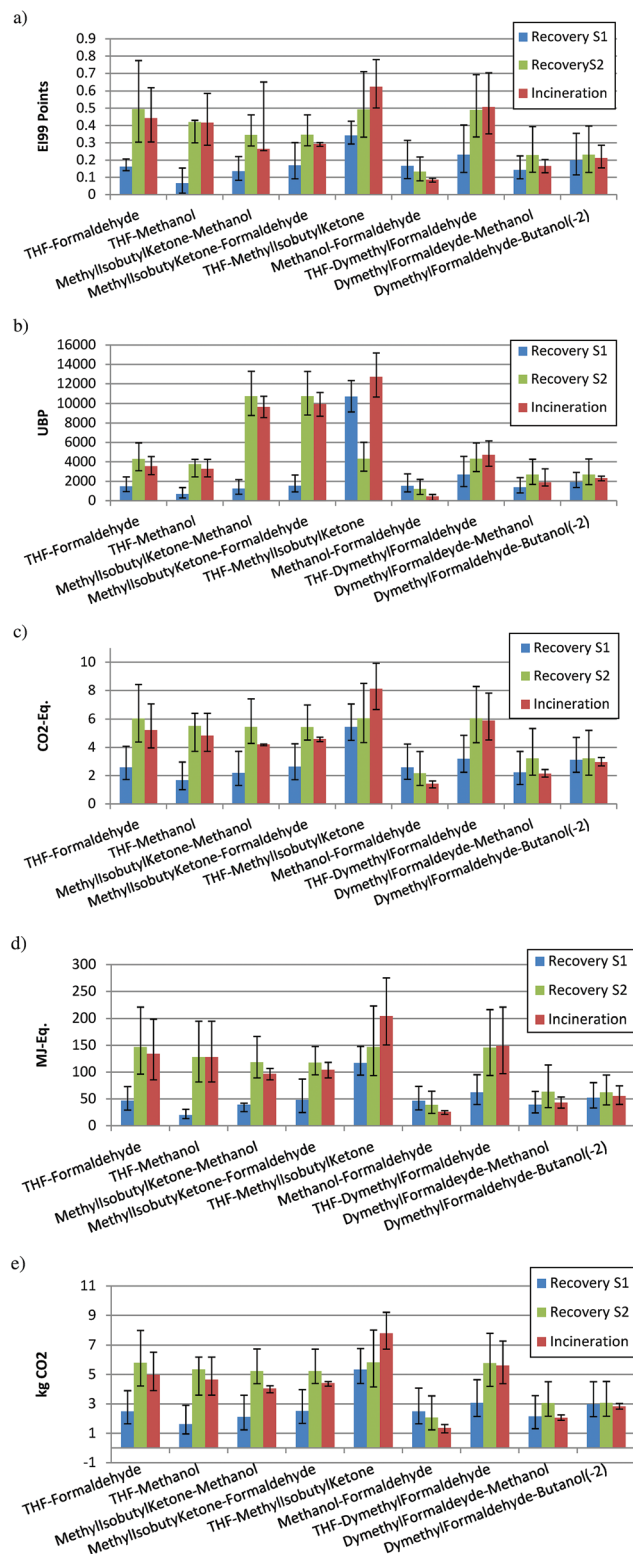 a)
EI99 Points
0.9
0.8
0.7
0.6
0.5
0.4
0.3
0.2
0.1
0
Recovery S1
RecoveryS2
Incineration
THF-Formaldehyde
THF-Methanol
MethylIsobutylKetone-Methanol
MethylIsobutyKetone-Formaldehyde
THF-MethylIsobutylKetone
Methanol-Formaldehyde
THF-DymethylFormaldehyde
DymethylFormaldeyde-Methanol
DymethylFormaldehyde-Butanol(-2)
b)
UBP
16000
14000
12000
10000
8000
6000
4000
2000
0
Recovery S1
Recovery S2
Incineration
THF-Formaldehyde
THF-Methanol
MethylIsobutylKetone-Methanol
MethylIsobutyKetone-Formaldehyde
THF-MethylIsobutylKetone
Methanol-Formaldehyde
THF-DymethylFormaldehyde
DymethylFormaldeyde-Methanol
DymethylFormaldehyde-Butanol(-2)
c)
CO2-Eq.
10
8
6
4
2
0
Recovery S1
Recovery S2
Incineration
THF-Formaldehyde
THF-Methanol
MethylIsobutylKetone-Methanol
MethylIsobutyKetone-Formaldehyde
THF-MethylIsobutylKetone
Methanol-Formaldehyde
THF-DymethylFormaldehyde
DymethylFormaldeyde-Methanol
DymethylFormaldehyde-Butanol(-2)
d)
MJ-Eq.
300
250
200
150
100
50
0
Recovery S1
Recovery S2
Incineration
THF-Formaldehyde
THF-Methanol
MethylIsobutylKetone-Methanol
MethylIsobutyKetone-Formaldehyde
THF-MethylIsobutylKetone
Methanol-Formaldehyde
THF-DymethylFormaldehyde
DymethylFormaldeyde-Methanol
DymethylFormaldehyde-Butanol(-2)
e)
kg CO2
11
9
7
5
3
1
-1
Recovery S1
Recovery S2
Incineration
THF-Formaldehyde
THF-Methanol
MethylIsobutylKetone-Methanol
MethylIsobutyKetone-Formaldehyde
THF-MethylIsobutylKetone
Methanol-Formaldehyde
THF-DymethylFormaldehyde
DymethylFormaldeyde-Methanol
DymethylFormaldehyde-Butanol(-2)